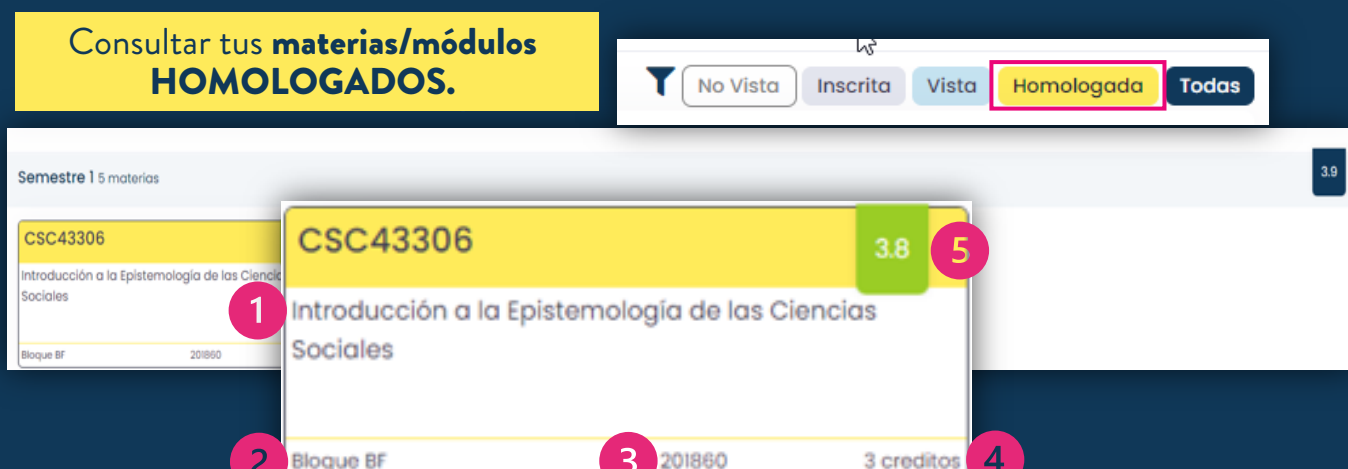 Consultar tus materias/módulos
HOMOLOGADOS.
No Vista Inscrita Vista Homologada Todas
Semestre 1 5 materias
3.9
CSC43306
Introducción a la Epistemología de las Ciencia
Sociales
Bloque BF 201860
CSC43306
3.8
5
1
Introducción a la Epistemología de las Ciencias
Sociales
2
Bloque BF
3
201860
3 creditos
4